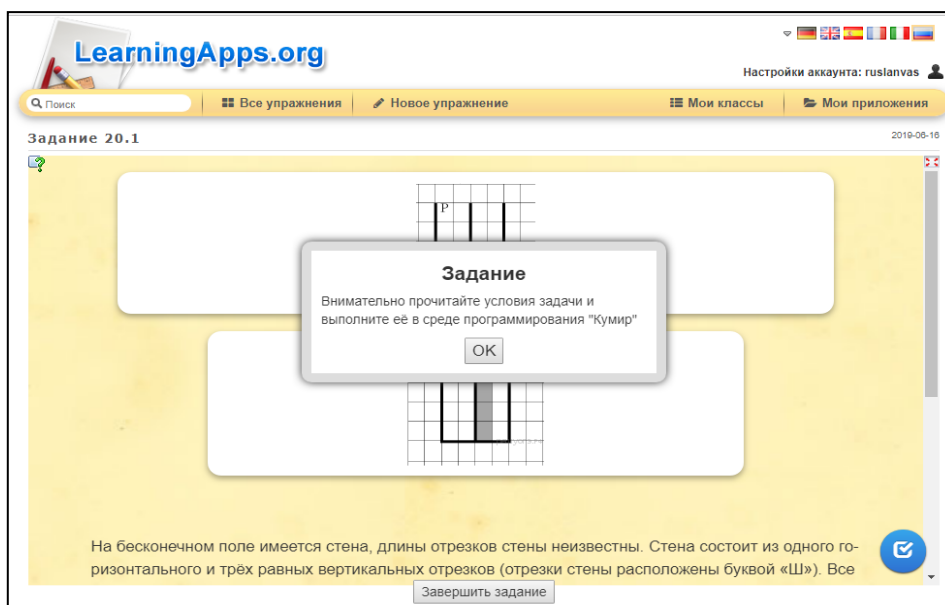 LearningApps.org
Настройки аккаунта: ruslanvas
Поиск
Все упражнения
Новое упражнение
Мои классы
Мои приложения
Задание 20.1
2019-06-16
P
Задание
Внимательно прочитайте условия задачи и
выполните её в среде программирования "Кумир"
OK
На бесконечном поле имеется стена, длины отрезков стены неизвестны. Стена состоит из одного го-
ризонтального и трёх равных вертикальных отрезков (отрезки стены расположены буквой «Ш»). Все
Завершить задание